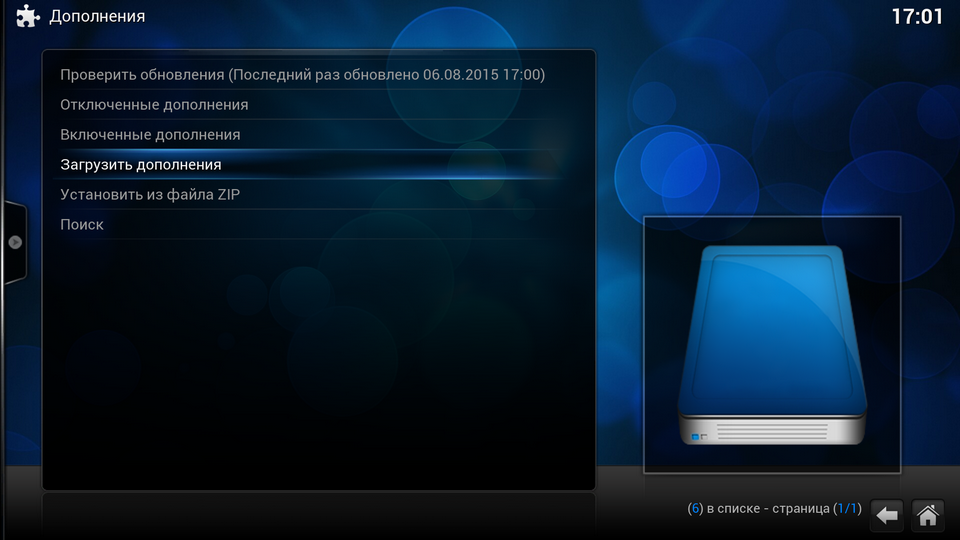 Дополнения
17:01
Проверить обновления (Последний раз обновлено 06.08.2015 17:00)
Отключенные дополнения
Включенные дополнения
Загрузить дополнения
Установить из файла ZIP
Поиск
(6) в списке - страница (1/1)